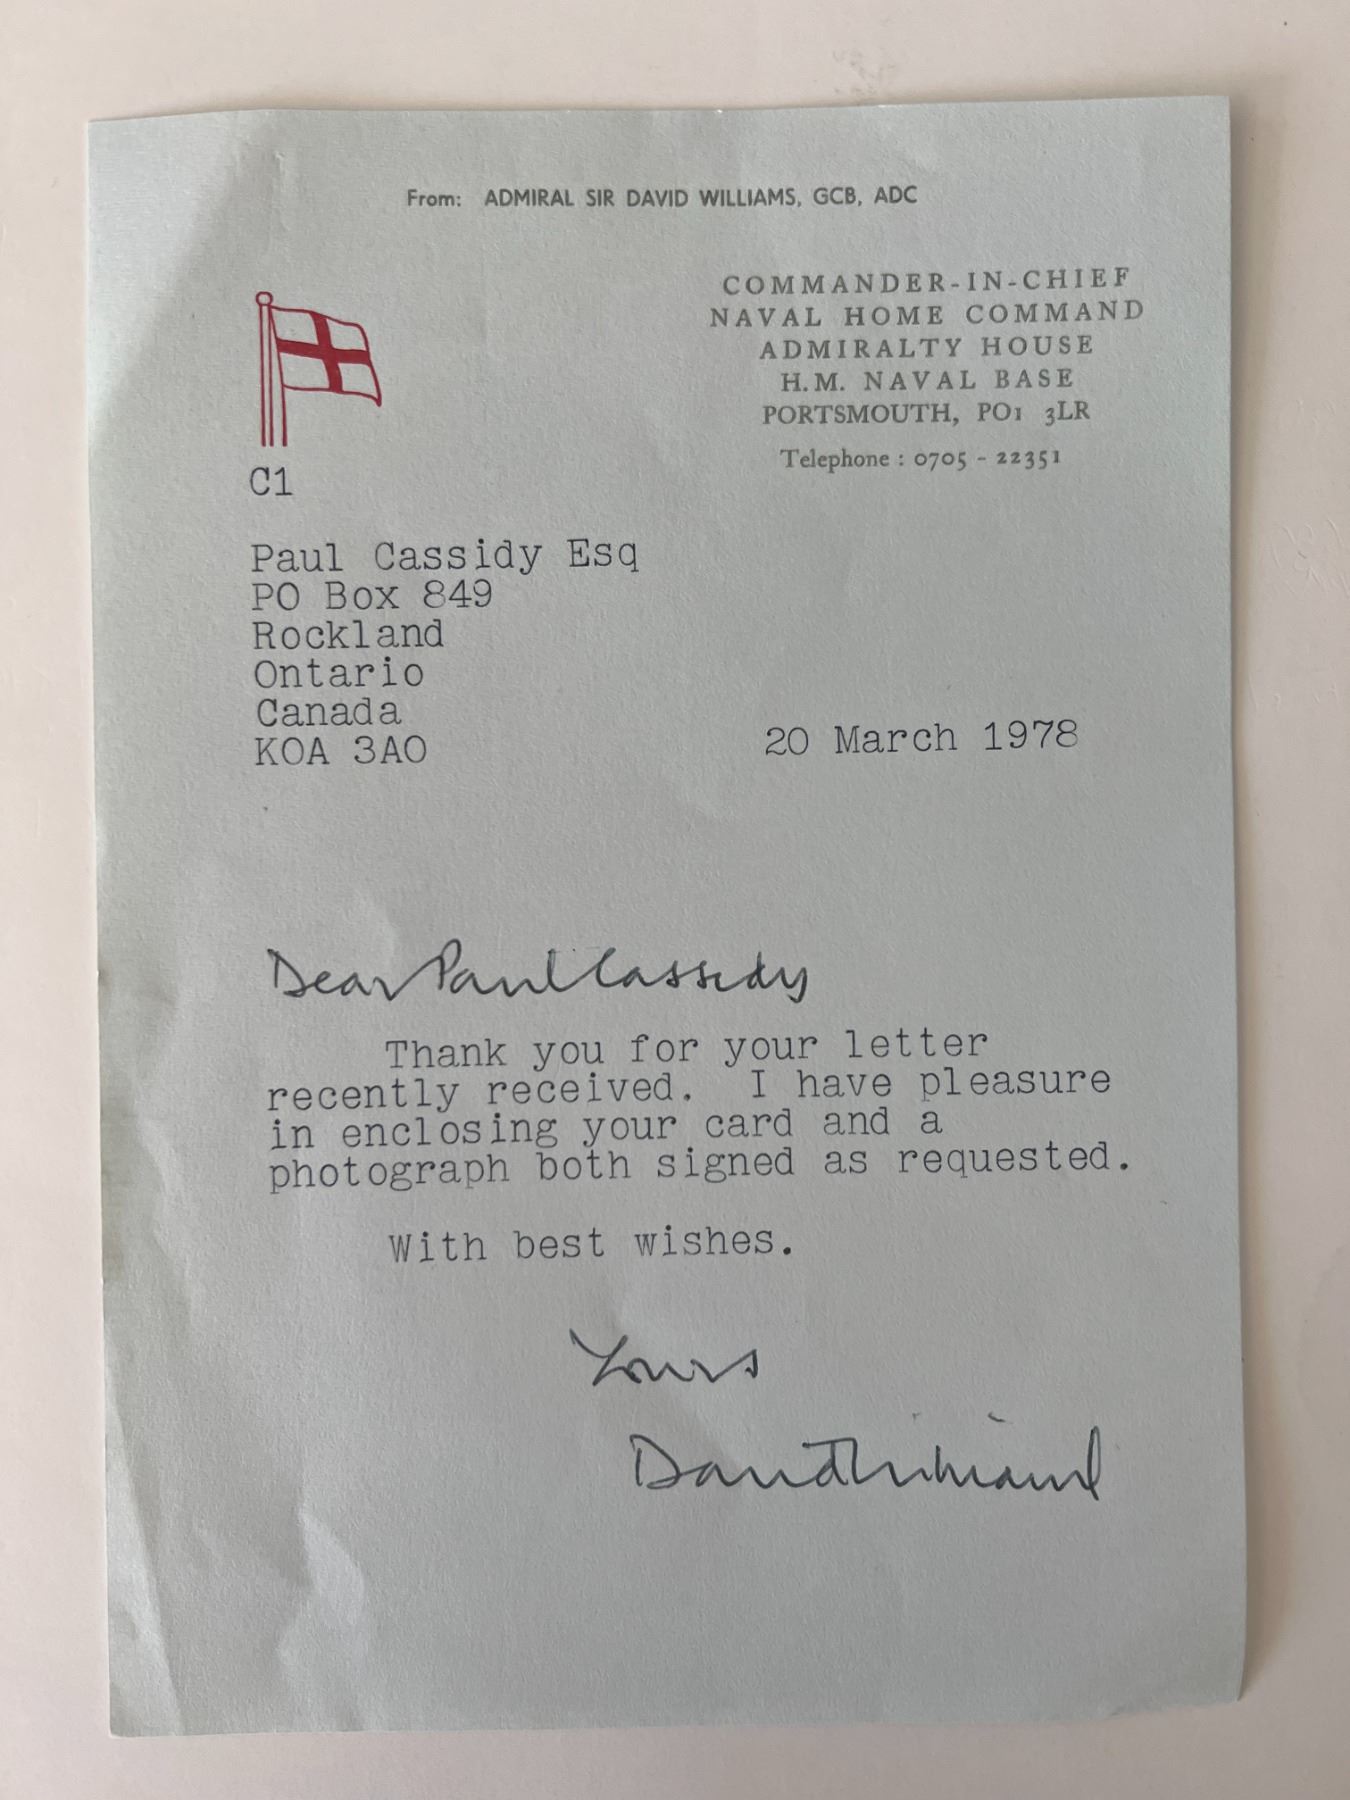 From: ADMIRAL SIR DAVID WILLIAMS, GCB, ADC
COMMANDER-IN-CHIEF
NAVAL HOME COMMAND
ADMIRALTY HOUSE
H.M. NAVAL BASE
PORTSMOUTH, PO1 3LR
Telephone : 0705 - 22351
C1
Paul Cassidy Esq
PO Box 849
Rockland
Ontario
Canada
KOA 3AO
20 March 1978
Dear Paul Cassidy
Thank you for your letter
recently received. I have pleasure
in enclosing your card and a
photograph both signed as requested.
With best wishes.
Yours
David Williams